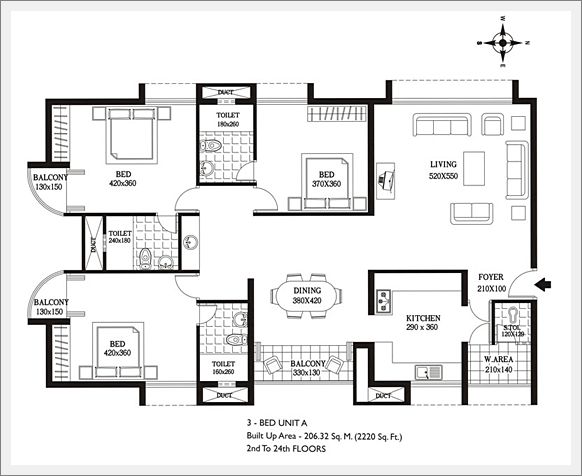 W
S
N
E
DUCT
TOILET
180x260
BED
420x360
BED
370X360
LIVING
520X550
BALCONY
130x150
DUCT
TOILET
240x180
FOYER
210X100
BALCONY
130x150
DINING
380X420
KITCHEN
290 x 360
S.TOL
120X120
BED
420x360
TOILET
160x260
BALCONY
330x130
W.AREA
210x140
DUCT
DUCT
3 - BED UNIT A
Built Up Area - 206.32 Sq. M. (2220 Sq. Ft.)
2nd To 24th FLOORS